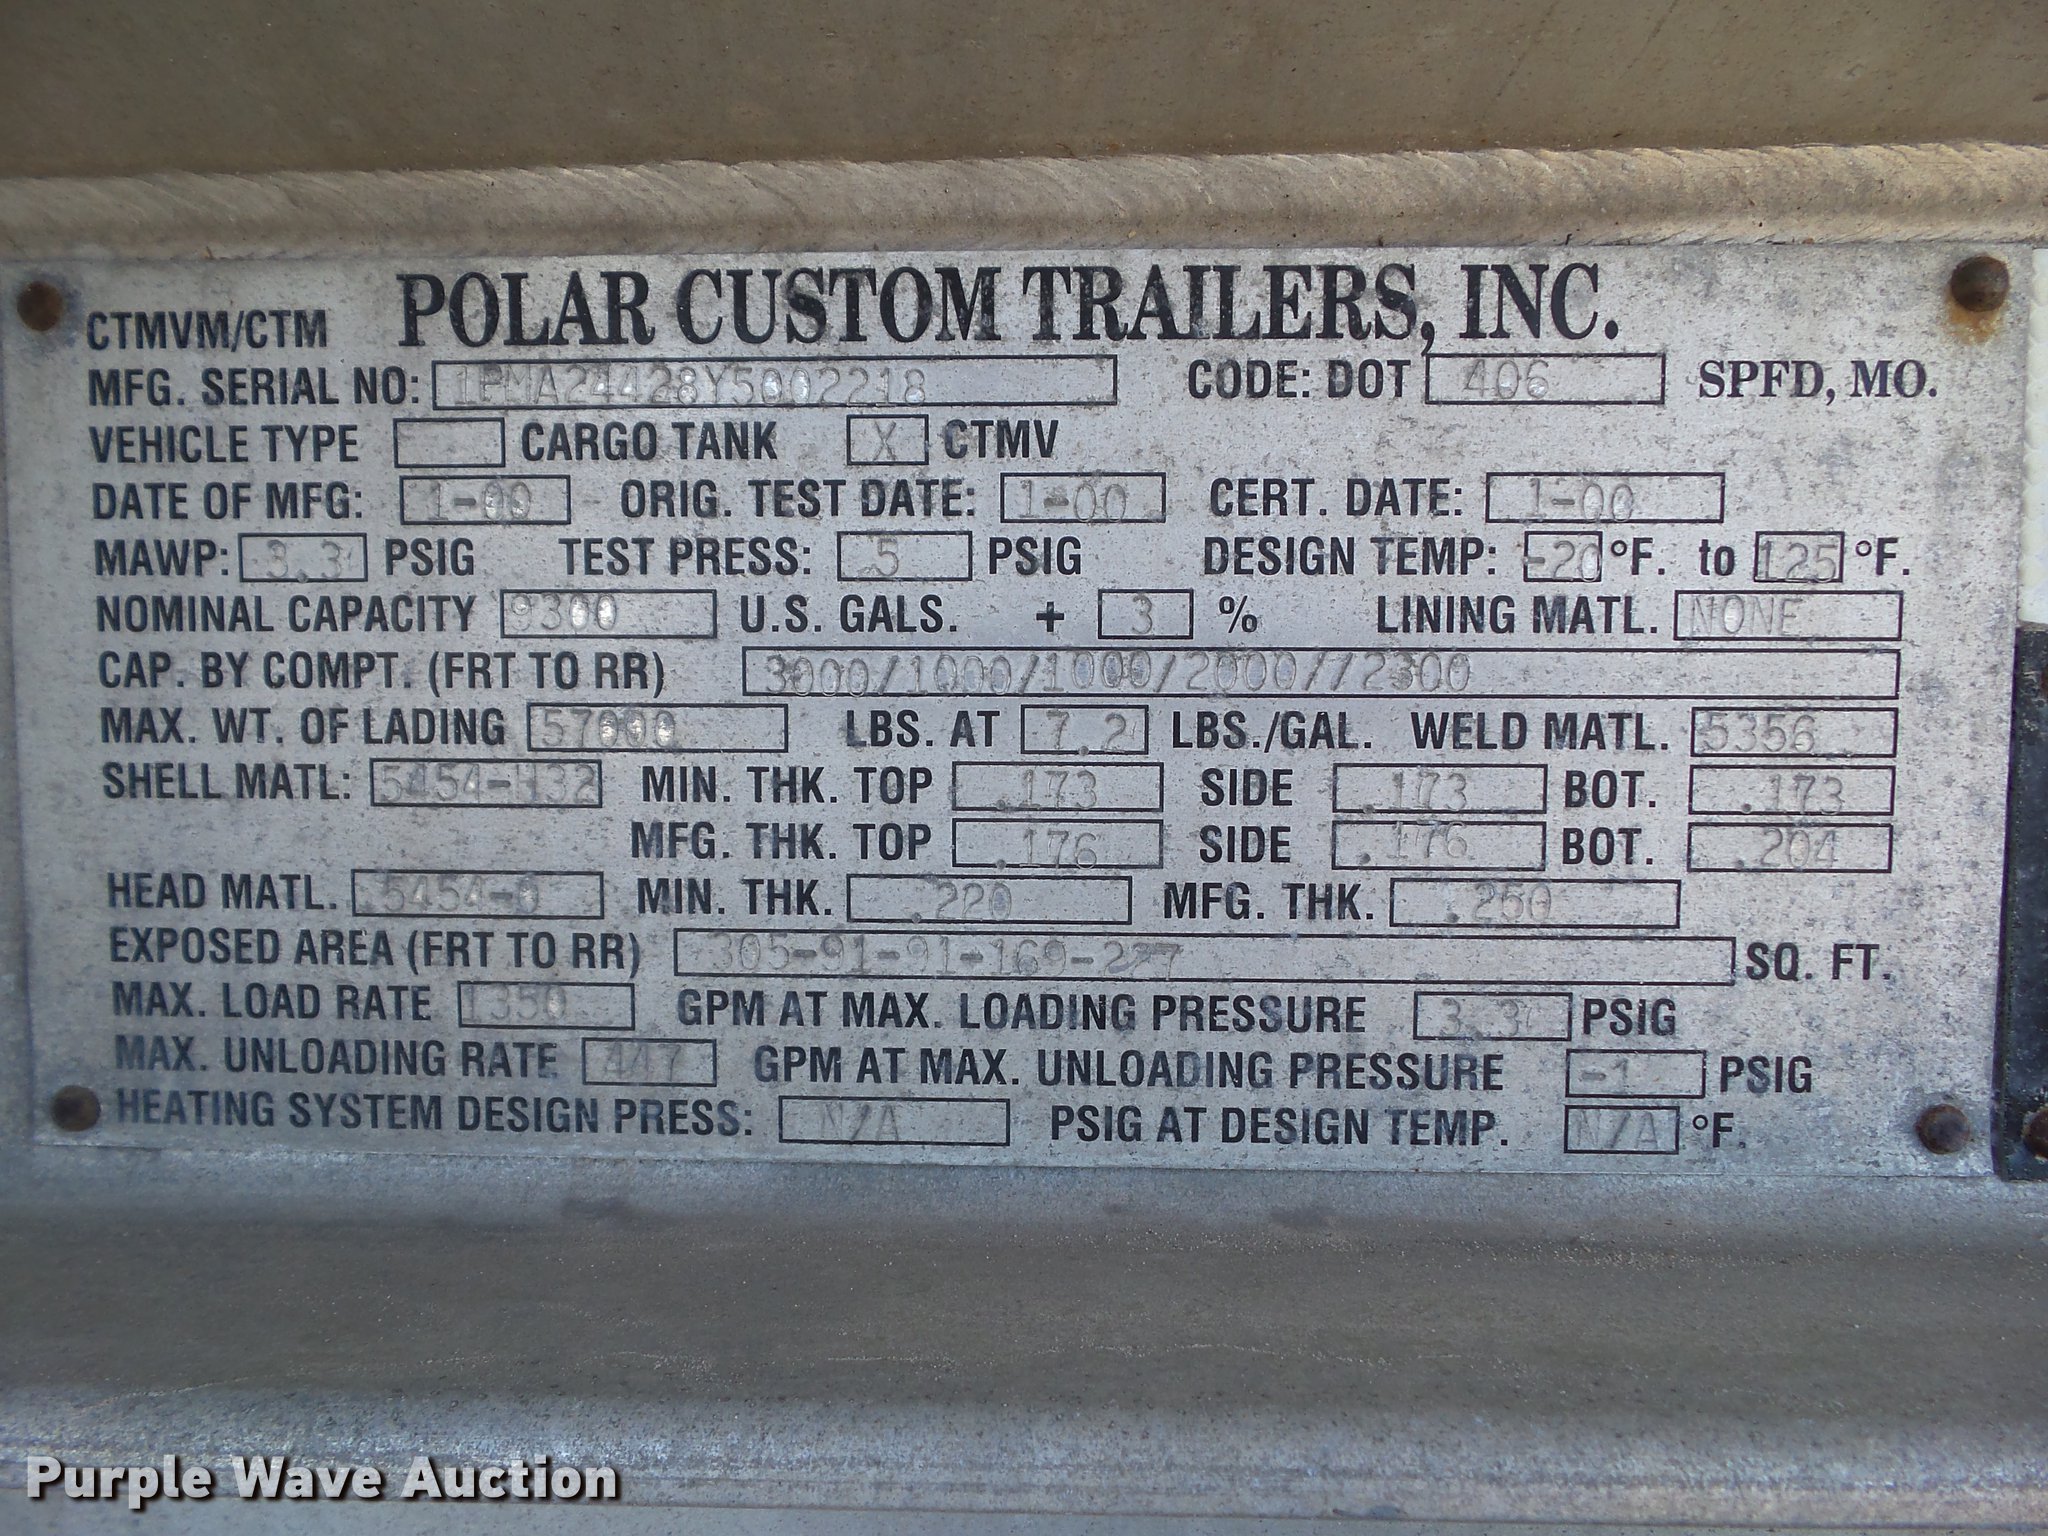 POLAR CUSTOM TRAILERS, INC.
CTMVM/CTM
MFG. SERIAL NO: 1PMA24428Y5002218 CODE: DOT 406 SPFD, MO.
VEHICLE TYPE CARGO TANK X CTMV
DATE OF MFG: 1-00 ORIG. TEST DATE: 1-00 CERT. DATE: 1-00
MAWP: 3.3 PSIG TEST PRESS: 5 PSIG DESIGN TEMP: -20 °F. to 125 °F.
NOMINAL CAPACITY 9300 U.S. GALS. + 3 % LINING MATL. NONE
CAP. BY COMPT. (FRT TO RR) 3000/1000/1000/2000//2300
MAX. WT. OF LADING 57000 LBS. AT 7.2 LBS./GAL. WELD MATL. 5356
SHELL MATL: 5454-H32 MIN. THK. TOP .173 SIDE .173 BOT. .173
MFG. THK. TOP .176 SIDE .176 BOT. .204
HEAD MATL. 5454-0 MIN. THK. .220 MFG. THK. .250
EXPOSED AREA (FRT TO RR) 305-91-91-169-227 SQ. FT.
MAX. LOAD RATE 1350 GPM AT MAX. LOADING PRESSURE 3.3 PSIG
MAX. UNLOADING RATE 447 GPM AT MAX. UNLOADING PRESSURE -1 PSIG
HEATING SYSTEM DESIGN PRESS: N/A PSIG AT DESIGN TEMP. N/A °F.
Purple Wave Auction